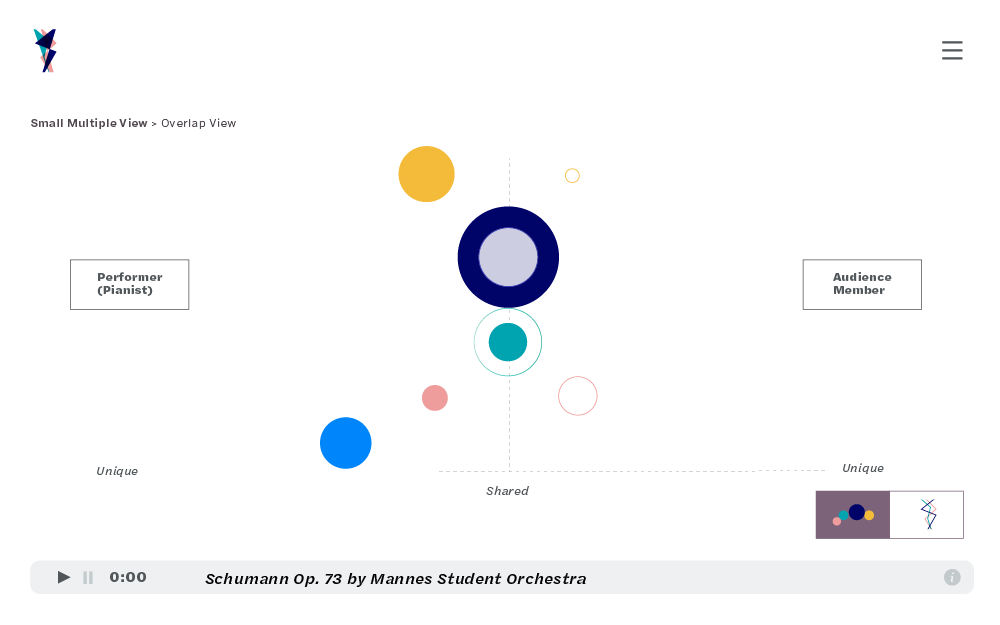 Small Multiple View > Overlap View
Performer
(Pianist)
Audience
Member
Unique
Unique
Shared
0:00
Schumann Op. 73 by Mannes Student Orchestra
i